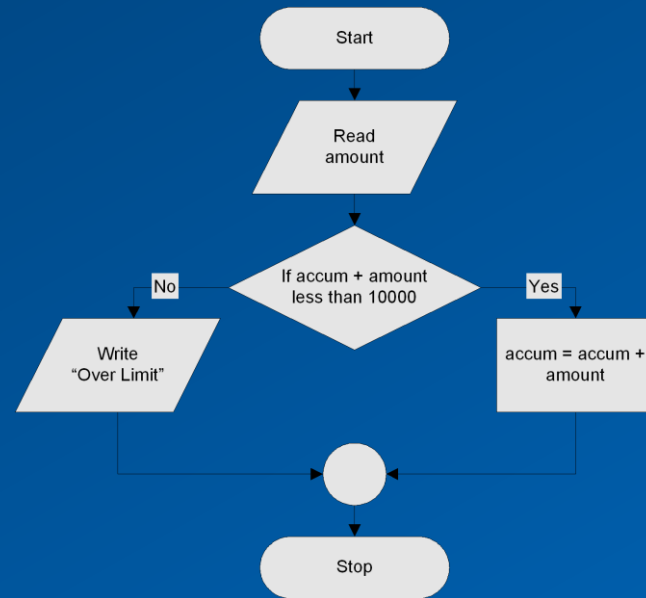 Start
Read
amount
If accum + amount
less than 10000
No
Yes
Write
“Over Limit”
accum = accum +
amount
Stop